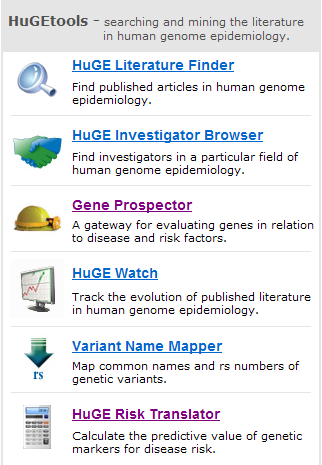 HuGEtools - searching and mining the literature
in human genome epidemiology.
HuGE Literature Finder
Find published articles in human genome
epidemiology.
HuGE Investigator Browser
Find investigators in a particular field of
human genome epidemiology.
Gene Prospector
A gateway for evaluating genes in relation
to disease and risk factors.
HuGE Watch
Track the evolution of published literature
in human genome epidemiology.
Variant Name Mapper
rs
Map common names and rs numbers of
genetic variants.
HuGE Risk Translator
Calculate the predictive value of genetic
markers for disease risk.